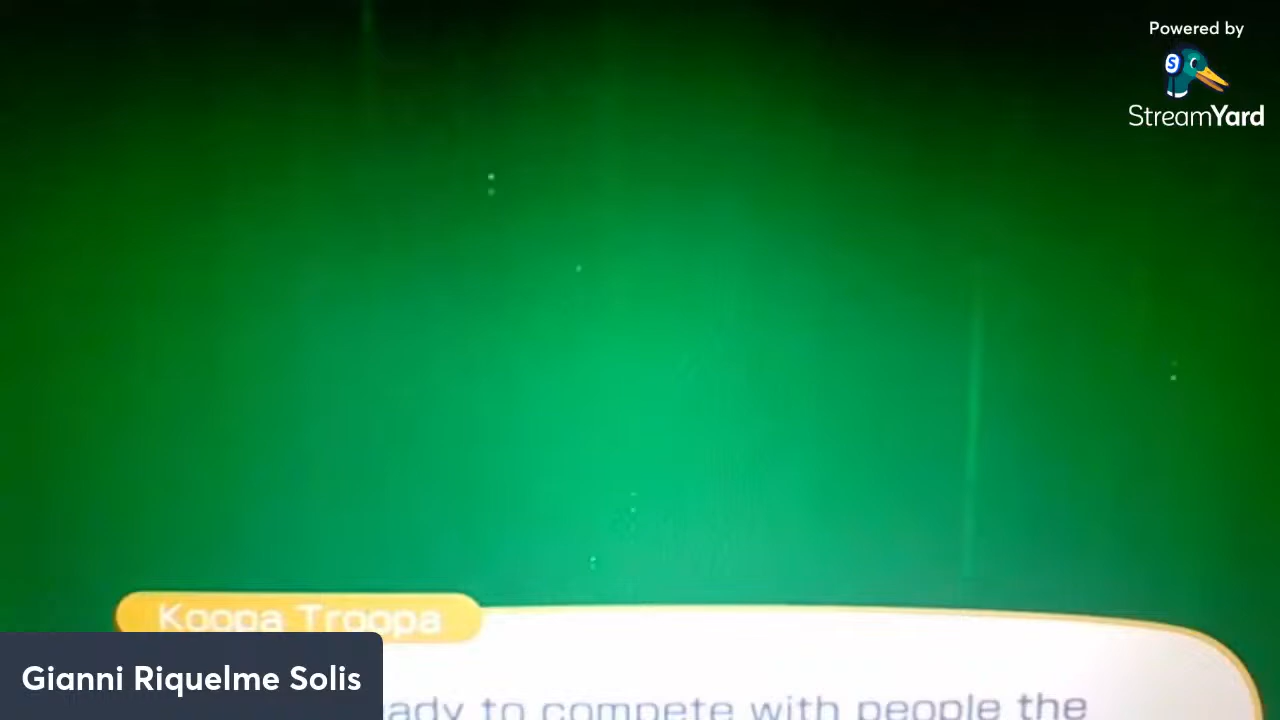 Powered by
StreamYard
Koopa Troopa
Gianni Riquelme Solis
to compete with people the